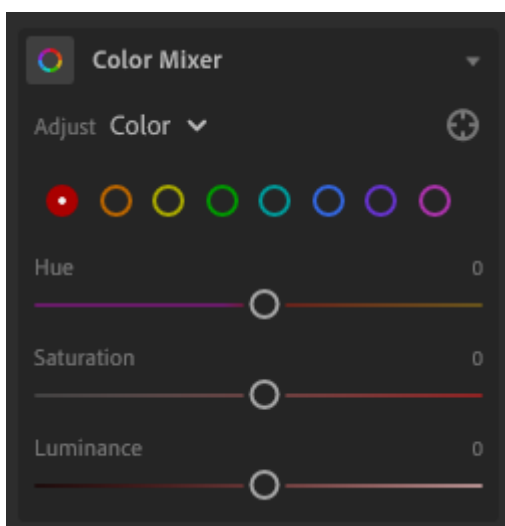 Color Mixer
Adjust Color
Hue 0
Saturation 0
Luminance 0